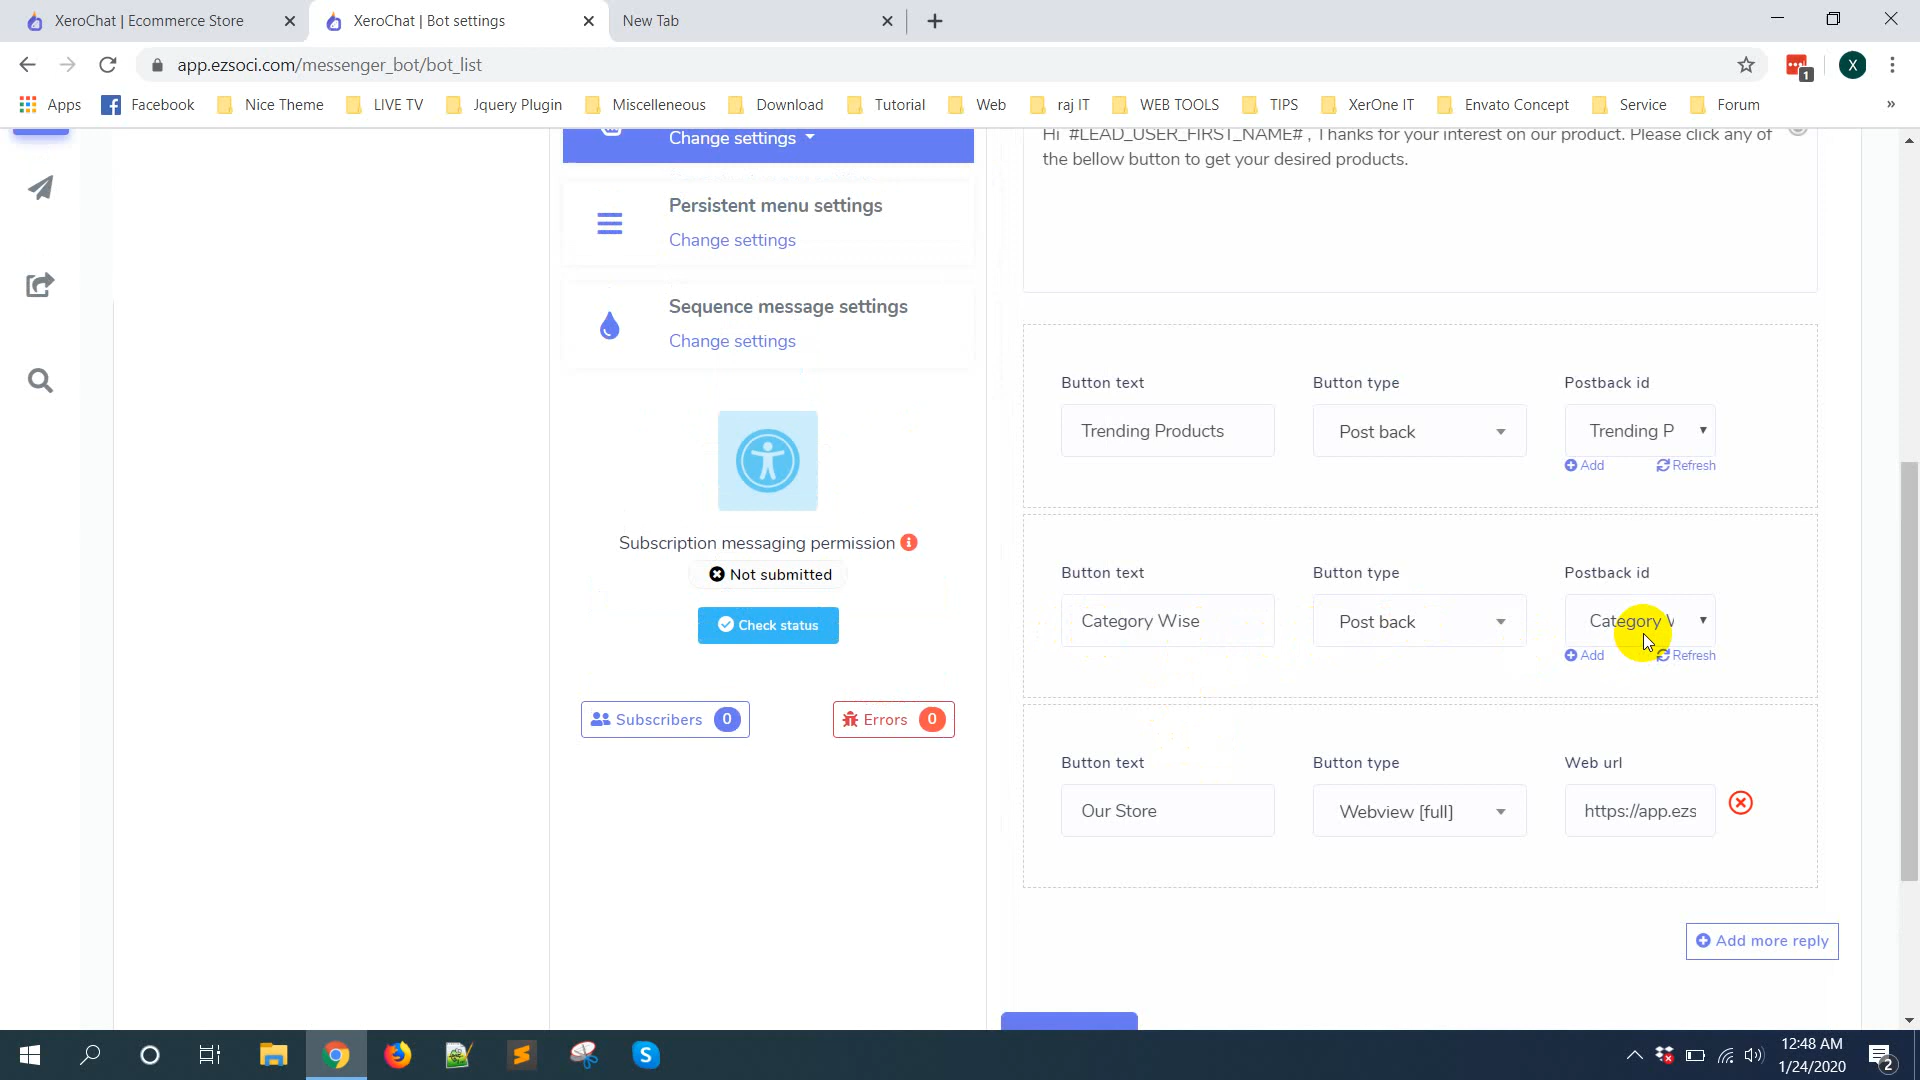 XeroChat | Ecommerce Store
XeroChat | Bot settings
New Tab
app.ezsoci.com/messenger_bot/bot_list
1
X
Apps
Facebook
Nice Theme
LIVE TV
Jquery Plugin
Miscelleneous
Download
Tutorial
Web
raj IT
WEB TOOLS
TIPS
XerOne IT
Envato Concept
Service
Forum
»
Change settings
Persistent menu settings
Change settings
Sequence message settings
Change settings
Subscription messaging permission
Not submitted
Check status
Subscribers 0
Errors 0
Hi #LEAD_USER_FIRST_NAME# , Thanks for your interest on our product. Please click any of
the bellow button to get your desired products.
Button text
Button type
Postback id
Trending Products
Post back
Trending P
Add
Refresh
Button text
Button type
Postback id
Category Wise
Post back
Category W
Add
Refresh
Button text
Button type
Web url
Our Store
Webview [full]
https://app.ezs
Add more reply
12:48 AM
1/24/2020
2